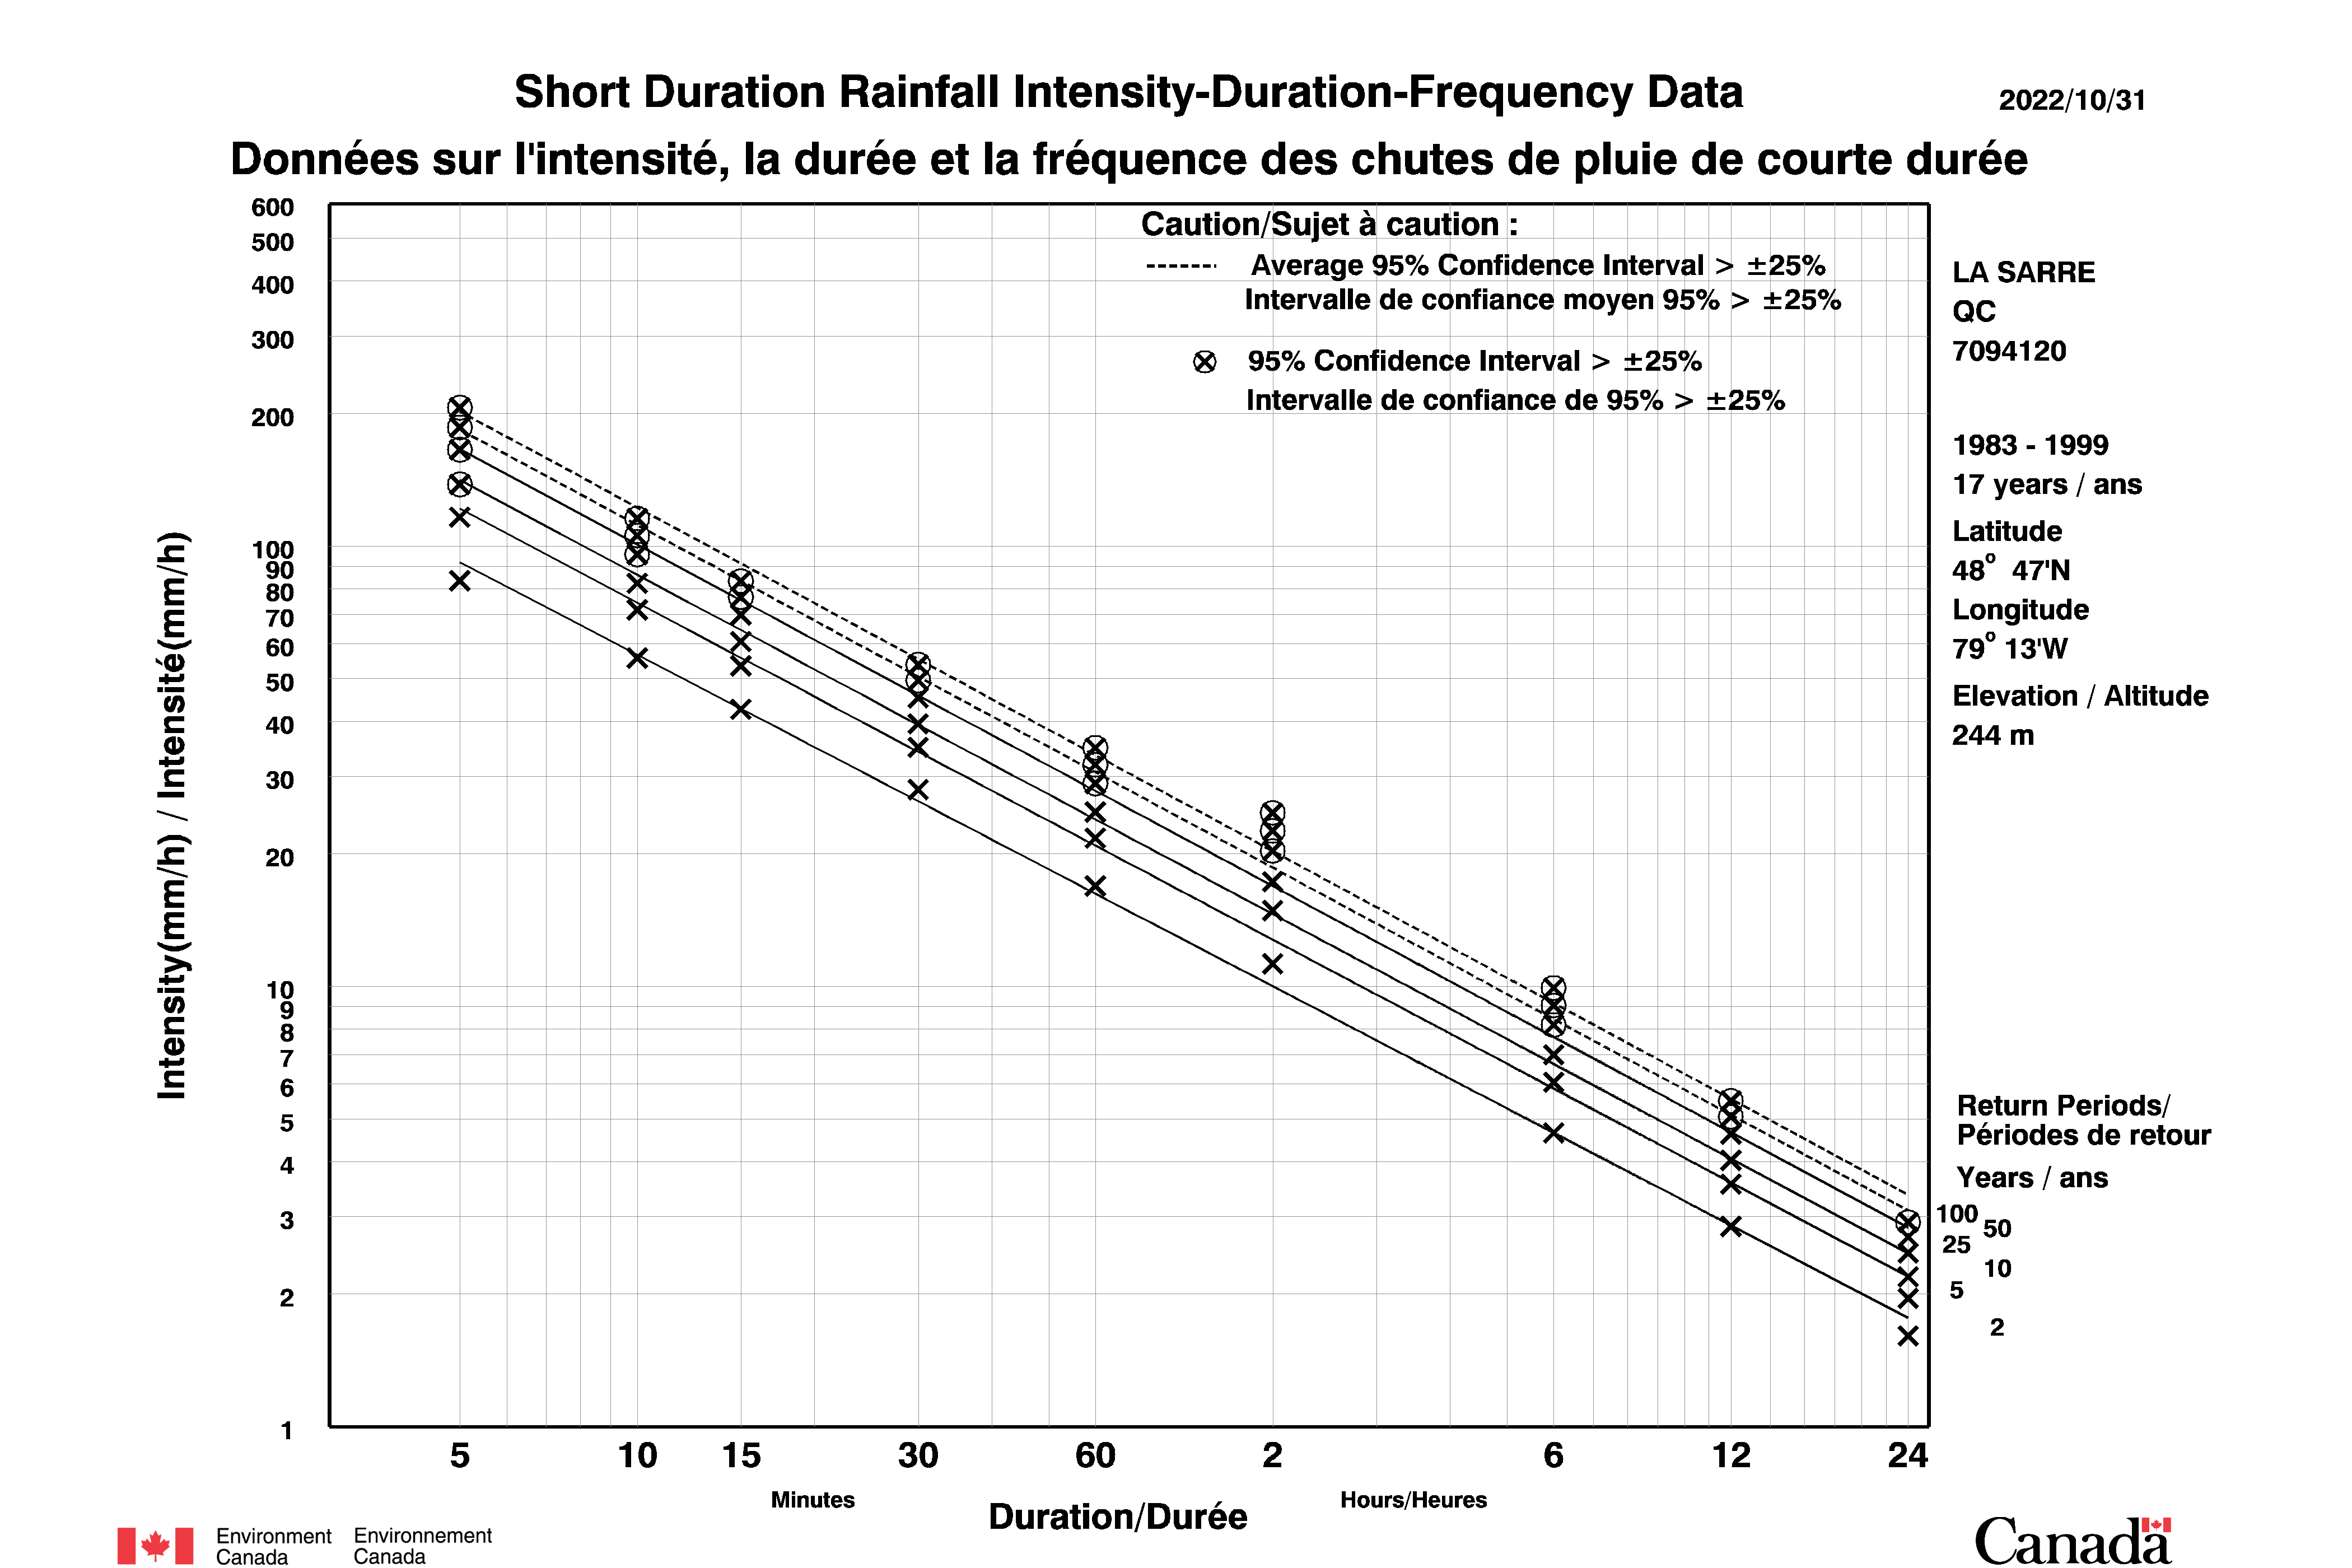 Short Duration Rainfall Intensity-Duration-Frequency Data
2022/10/31
Données sur l'intensité, la durée et la fréquence des chutes de pluie de courte durée
Caution/Sujet à caution :
Average 95% Confidence Interval > ±25%
Intervalle de confiance moyen 95% > ±25%
95% Confidence Interval > ±25%
Intervalle de confiance de 95% > ±25%
LA SARRE
QC
7094120
1983 - 1999
17 years / ans
Latitude
48° 47'N
Longitude
79° 13'W
Elevation / Altitude
244 m
Return Periods/
Périodes de retour
Years / ans
100
50
25
10
5
2
Intensity(mm/h) / Intensité(mm/h)
600
500
400
300
200
100
90
80
70
60
50
40
30
20
10
9
8
7
6
5
4
3
2
1
5 10 15 30 60 2 6 12 24
Minutes
Hours/Heures
Duration/Durée
Environment
Canada
Environnement
Canada
Canada